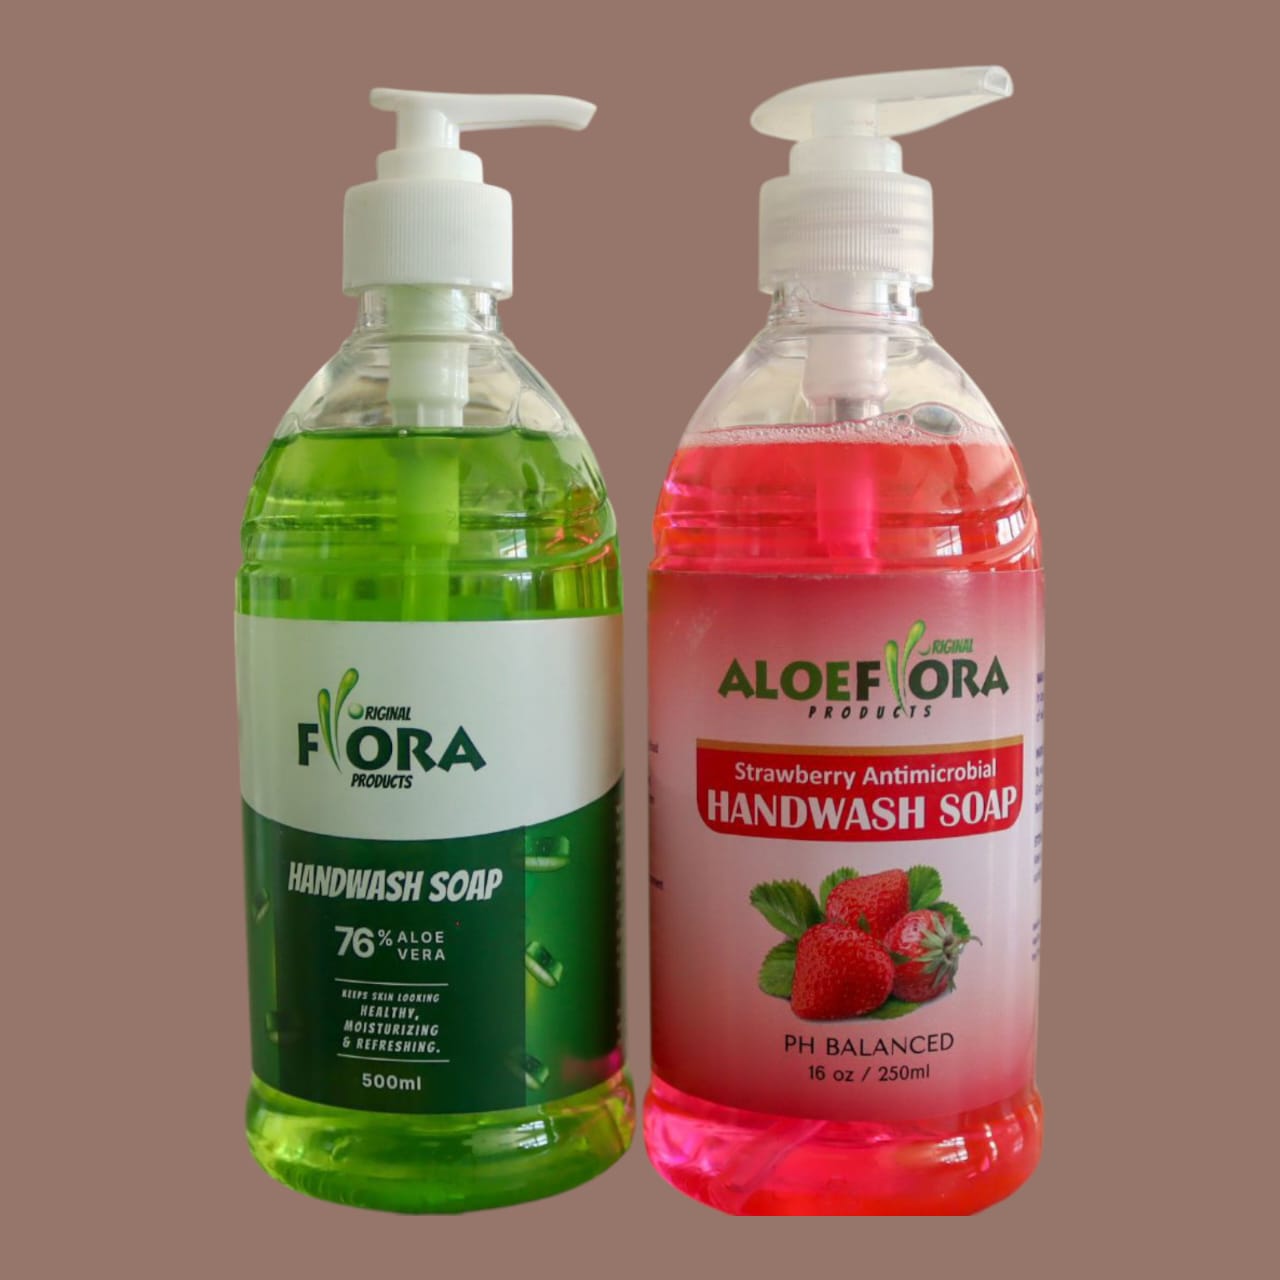 ORIGINAL
FLORA
PRODUCTS
HANDWASH SOAP
76% ALOE
VERA
KEEPS SKIN LOOKING
HEALTHY,
MOISTURIZING
& REFRESHING.
500ml
ORIGINAL
ALOEFLORA
PRODUCTS
Strawberry Antimicrobial
HANDWASH SOAP
PH BALANCED
16 oz / 250ml